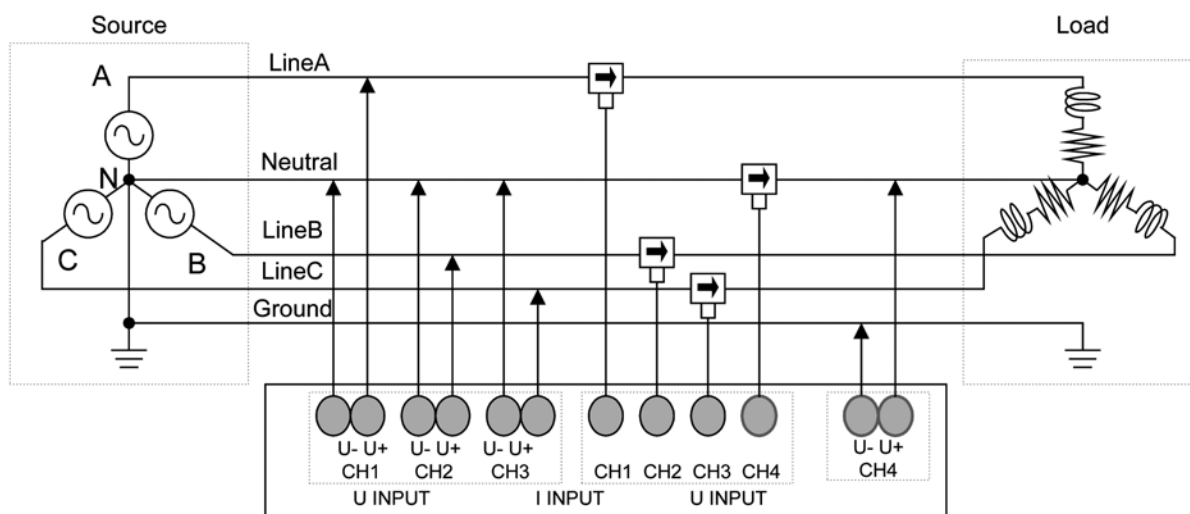 Source
Load
A
LineA
N
Neutral
C
B
LineB
LineC
Ground
U- U+ U- U+ U- U+ U- U+
CH1 CH2 CH3 CH1 CH2 CH3 CH4 CH4
U INPUT I INPUT U INPUT